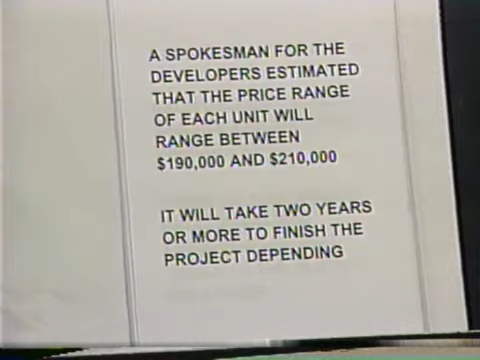 A SPOKESMAN FOR THE
DEVELOPERS ESTIMATED
THAT THE PRICE RANGE
OF EACH UNIT WILL
RANGE BETWEEN
$190,000 AND $210,000
IT WILL TAKE TWO YEARS
OR MORE TO FINISH THE
PROJECT DEPENDING